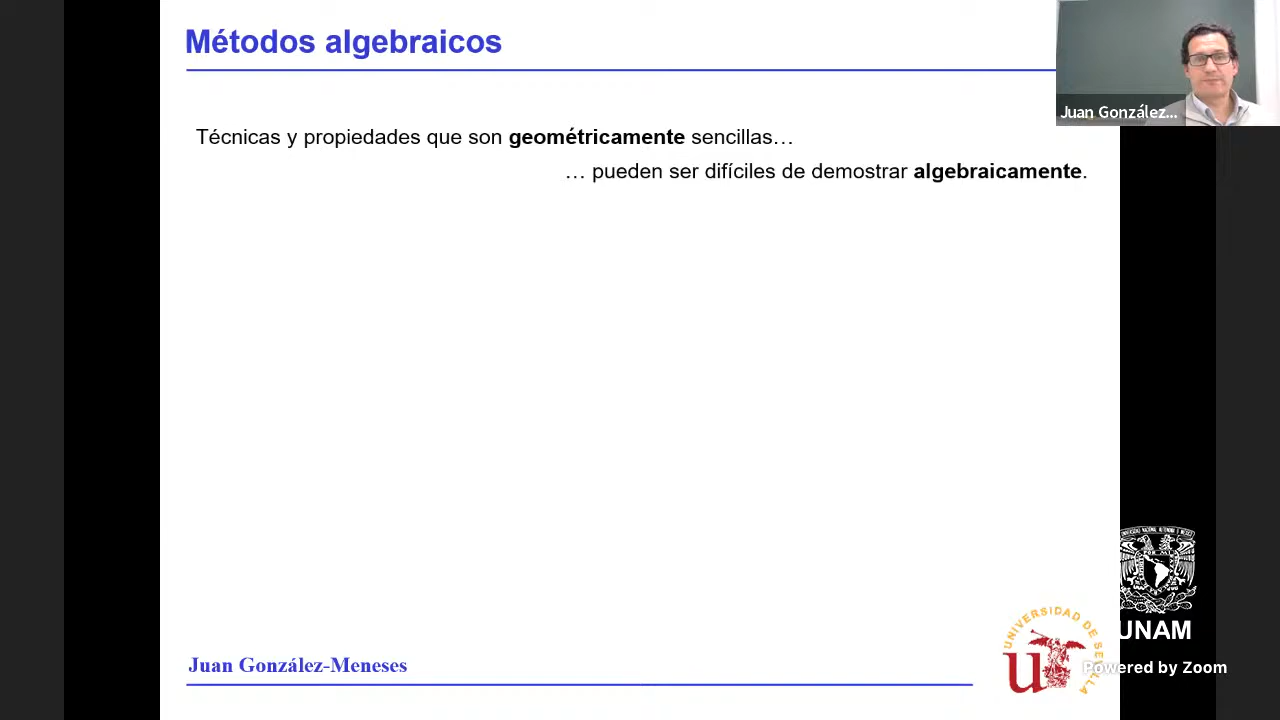 Métodos algebraicos
Juan González...
Técnicas y propiedades que son geométricamente sencillas…
… pueden ser difíciles de demostrar algebraicamente.
UNIVERSIDAD DE SEVILLA
UNAM
Juan González-Meneses
Powered by Zoom